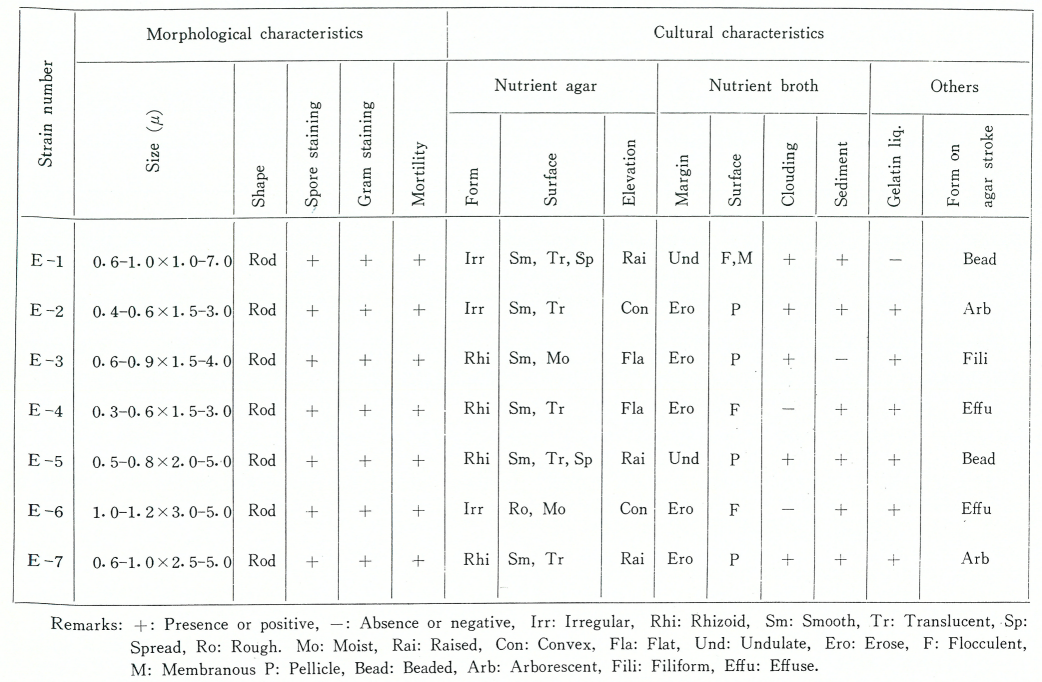 Morphological characteristics Cultural characteristics
Nutrient agar Nutrient broth Others
Strain number Size (μ) Shape Spore staining Gram staining Mortility Form Surface Elevation Margin Surface Clouding Sediment Gelatin liq. Form on agar stroke
E-1 0.6-1.0×1.0-7.0 Rod + + + Irr Sm, Tr, Sp Rai Und F,M + + − Bead
E-2 0.4-0.6×1.5-3.0 Rod + + + Irr Sm, Tr Con Ero P + + + Arb
E-3 0.6-0.9×1.5-4.0 Rod + + + Rhi Sm, Mo Fla Ero P + − + Fili
E-4 0.3-0.6×1.5-3.0 Rod + + + Rhi Sm, Tr Fla Ero F − + + Effu
E-5 0.5-0.8×2.0-5.0 Rod + + + Rhi Sm, Tr, Sp Rai Und P + + + Bead
E-6 1.0-1.2×3.0-5.0 Rod + + + Irr Ro, Mo Con Ero F − + + Effu
E-7 0.6-1.0×2.5-5.0 Rod + + + Rhi Sm, Tr Rai Ero P + + + Arb
Remarks: +: Presence or positive, −: Absence or negative, Irr: Irregular, Rhi: Rhizoid, Sm: Smooth, Tr: Translucent, Sp:
Spread, Ro: Rough. Mo: Moist, Rai: Raised, Con: Convex, Fla: Flat, Und: Undulate, Ero: Erose, F: Flocculent,
M: Membranous P: Pellicle, Bead: Beaded, Arb: Arborescent, Fili: Filiform, Effu: Effuse.